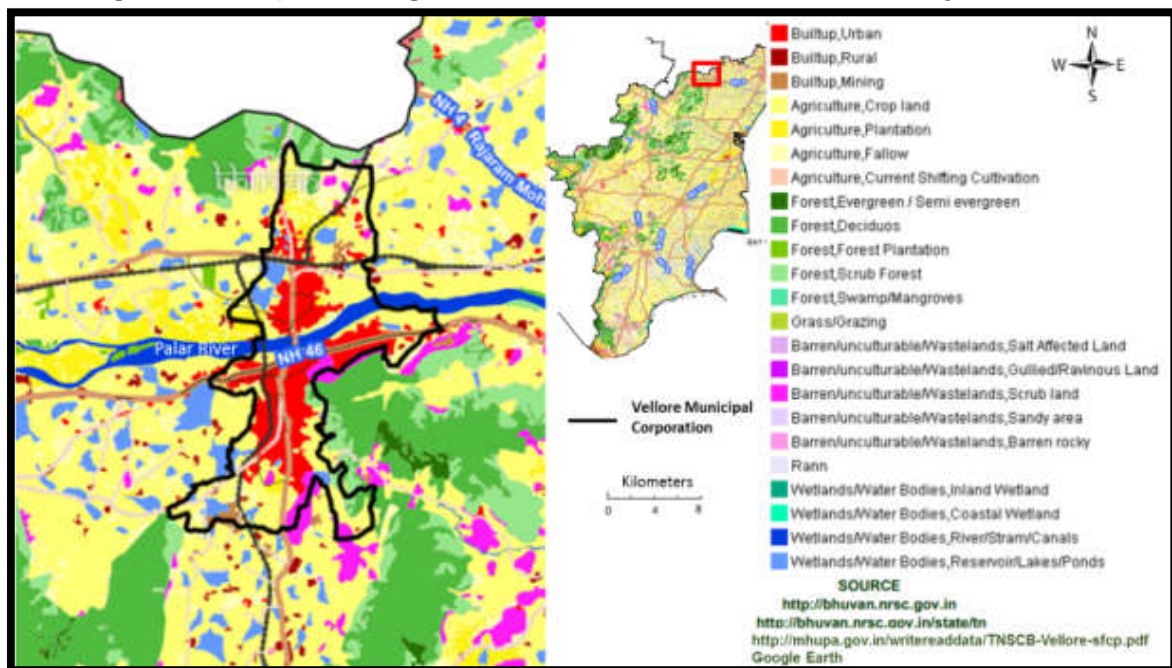 NH 4 Rajaram Moh
Palar River
NH 46
Vellore Municipal
Corporation
Kilometers
0 4 8
Builtup,Urban
Builtup,Rural
Builtup,Mining
Agriculture,Crop land
Agriculture,Plantation
Agriculture,Fallow
Agriculture,Current Shifting Cultivation
Forest,Evergreen / Semi evergreen
Forest,Deciduos
Forest,Forest Plantation
Forest,Scrub Forest
Forest,Swamp/Mangroves
Grass/Grazing
Barren/unculturable/Wastelands,Salt Affected Land
Barren/unculturable/Wastelands,Gullied/Ravinous Land
Barren/unculturable/Wastelands,Scrub land
Barren/unculturable/Wastelands,Sandy area
Barren/unculturable/Wastelands,Barren rocky
Rann
Wetlands/Water Bodies,Inland Wetland
Wetlands/Water Bodies,Coastal Wetland
Wetlands/Water Bodies,River/Stram/Canals
Wetlands/Water Bodies,Reservoir/Lakes/Ponds
N
W E
S
SOURCE
http://bhuvan.nrsc.gov.in
http://bhuvan.nrsc.gov.in/state/tn
http://mhupa.gov.in/writereaddata/TNSCB-Vellore-sfcp.pdf
Google Earth